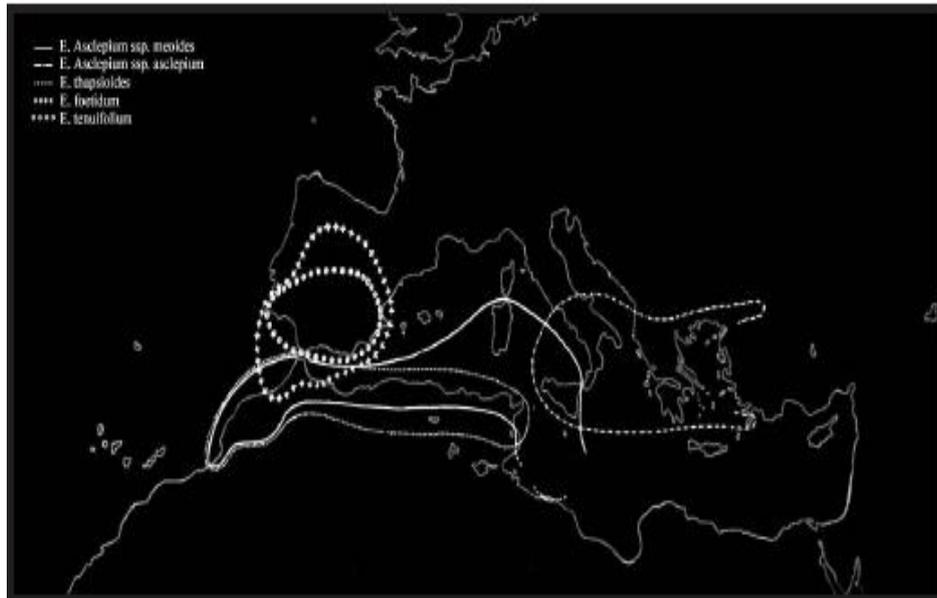 E. Asclepium ssp. meoides
E. Asclepium ssp. asclepium
E. thapsioides
E. foetidum
E. tenuifolium